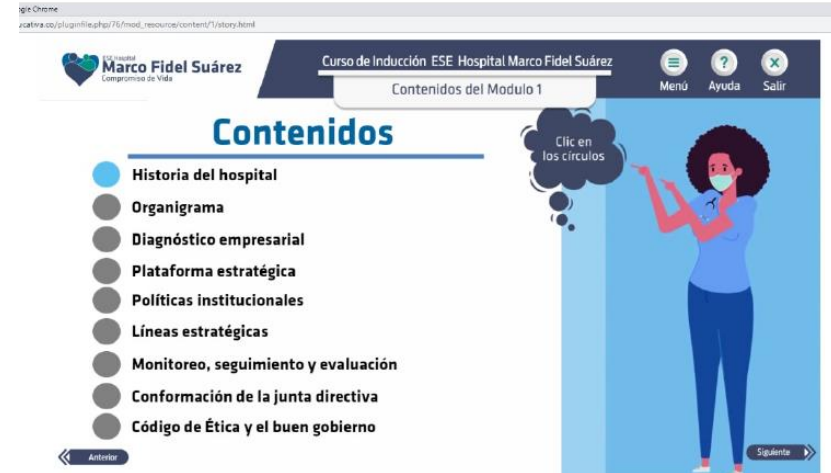 ogle Chrome
ucativa.co/pluginfile.php/76/mod_resource/content/1/story.html
ESE Hospital
Marco Fidel Suárez
Compromiso de Vida
Curso de Inducción ESE Hospital Marco Fidel Suárez
Contenidos del Modulo 1
Menú
Ayuda
Salir
Contenidos
Clic en
los círculos
Historia del hospital
Organigrama
Diagnóstico empresarial
Plataforma estratégica
Políticas institucionales
Líneas estratégicas
Monitoreo, seguimiento y evaluación
Conformación de la junta directiva
Código de Ética y el buen gobierno
Anterior
Siguiente